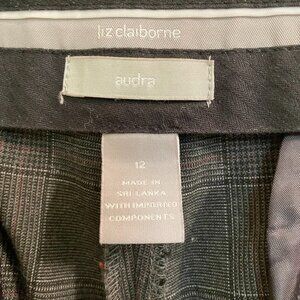 liz claiborne
audra
12
MADE IN
SRI LANKA
WITH IMPORTED
COMPONENTS